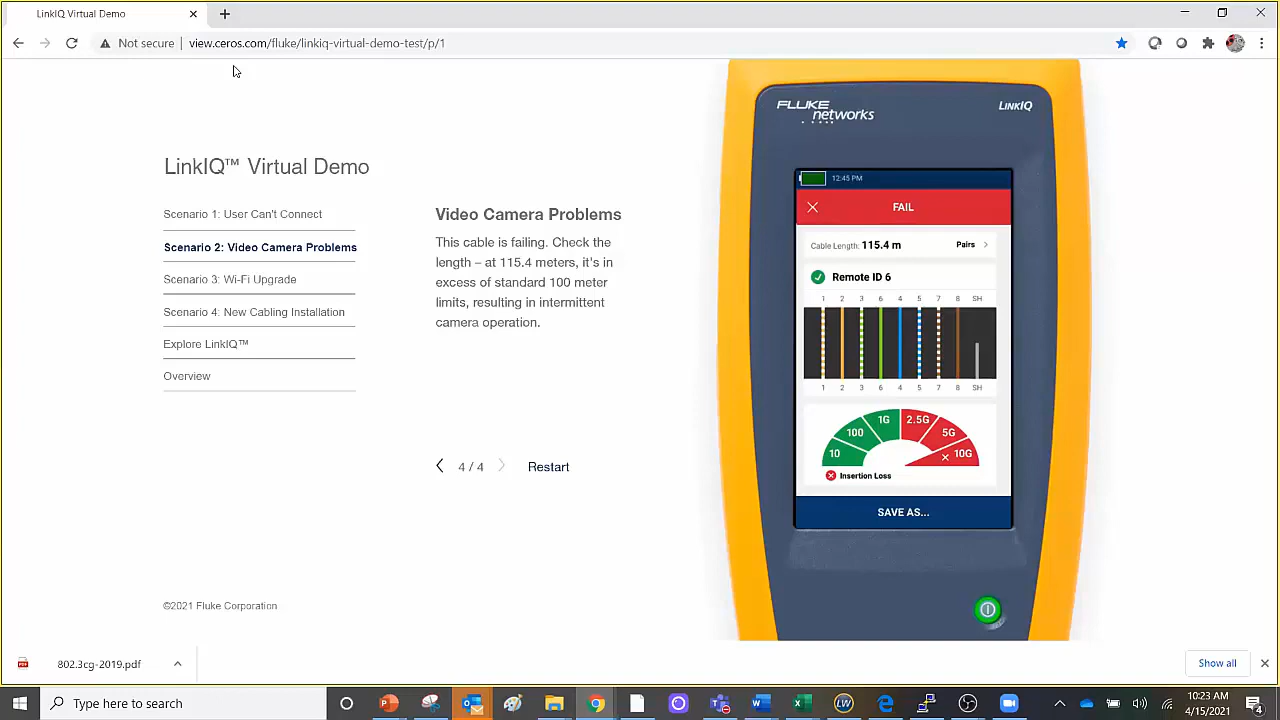 LinkIQ Virtual Demo
Not secure
view.ceros.com/fluke/linkiq-virtual-demo-test/p/1
FLUKE
networks
LINKIQ
LinkIQ™ Virtual Demo
Scenario 1: User Can't Connect
Scenario 2: Video Camera Problems
Scenario 3: Wi-Fi Upgrade
Scenario 4: New Cabling Installation
Explore LinkIQ™
Overview
Video Camera Problems
This cable is failing. Check the
length – at 115.4 meters, it's in
excess of standard 100 meter
limits, resulting in intermittent
camera operation.
4 / 4
Restart
12:45 PM
FAIL
Cable Length: 115.4 m
Pairs
Remote ID 6
1 2 3 6 4 5 7 8 SH
1 2 3 6 4 5 7 8 SH
10 100 1G 2.5G 5G 10G
Insertion Loss
SAVE AS...
©2021 Fluke Corporation
802.3cg-2019.pdf
Show all
Type here to search
10:23 AM
4/15/2021
4